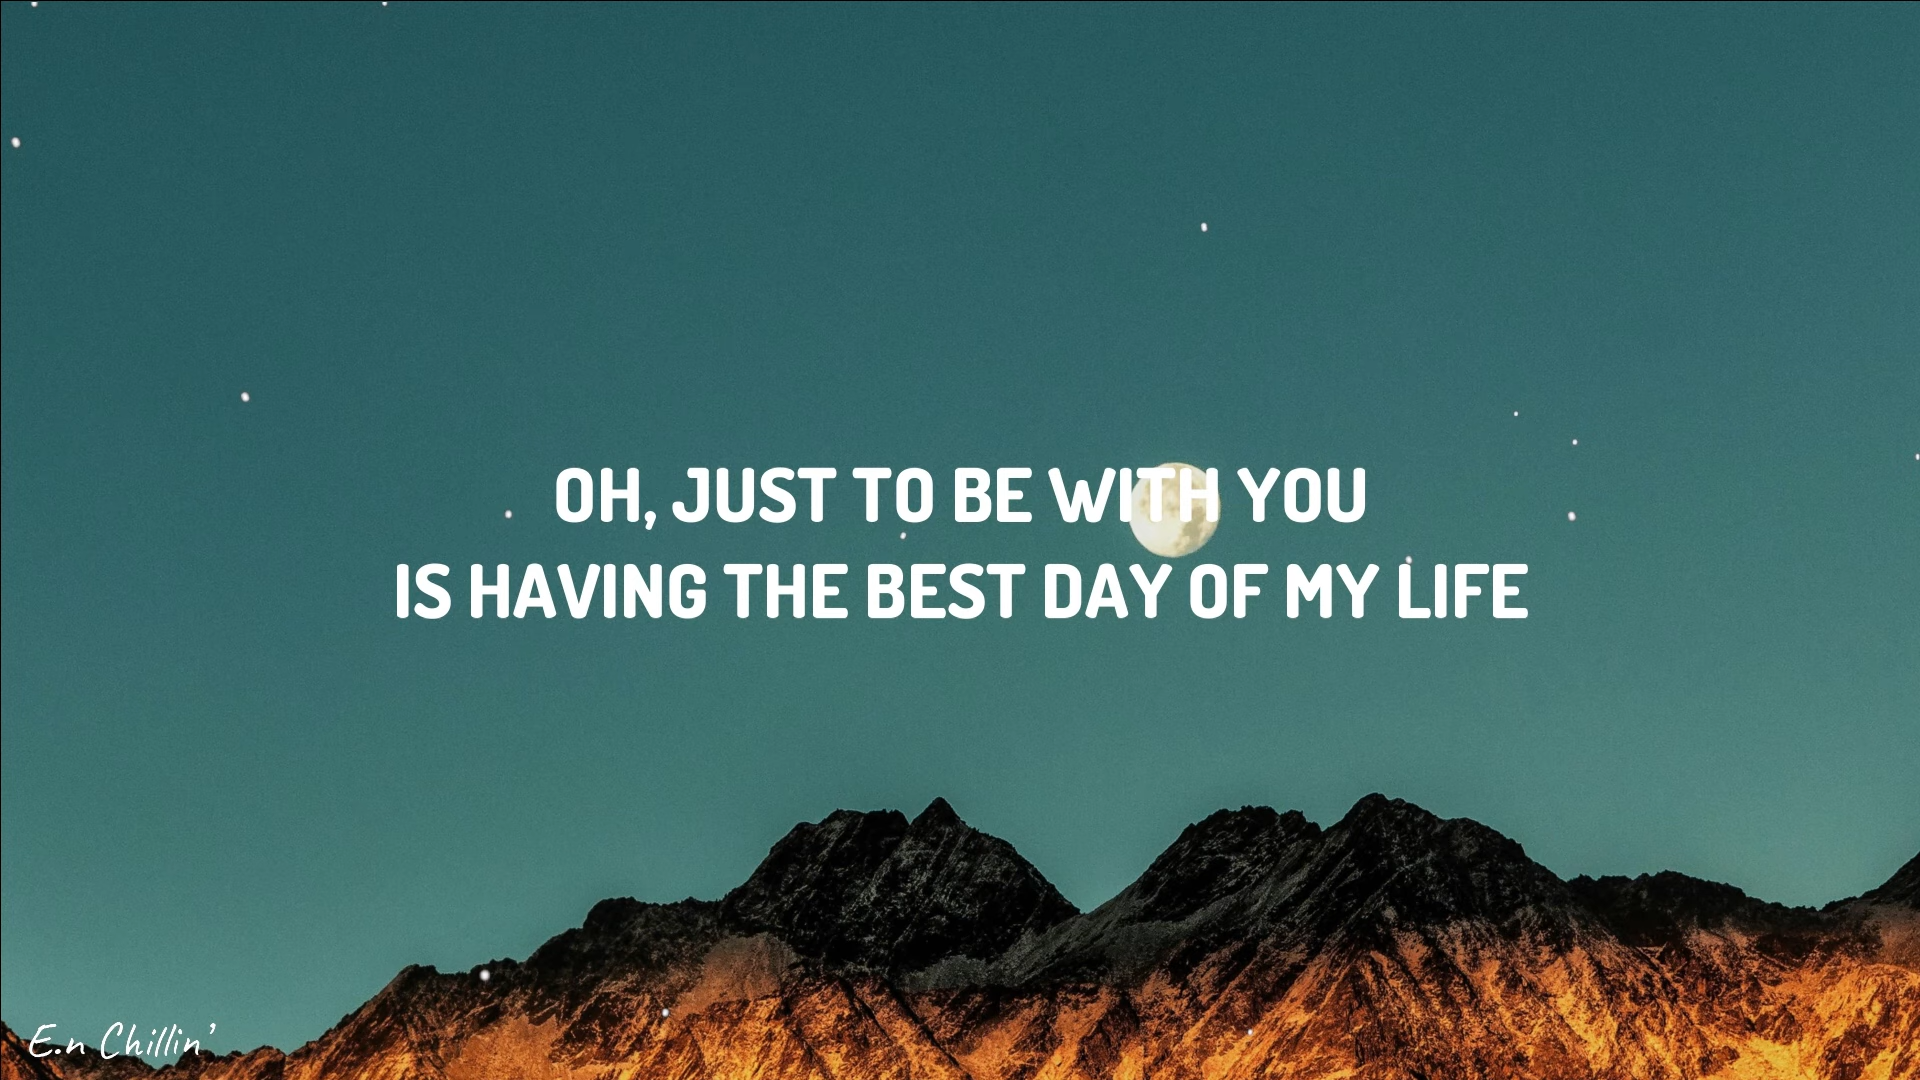 OH, JUST TO BE WITH YOU
IS HAVING THE BEST DAY OF MY LIFE
E.n Chillin'